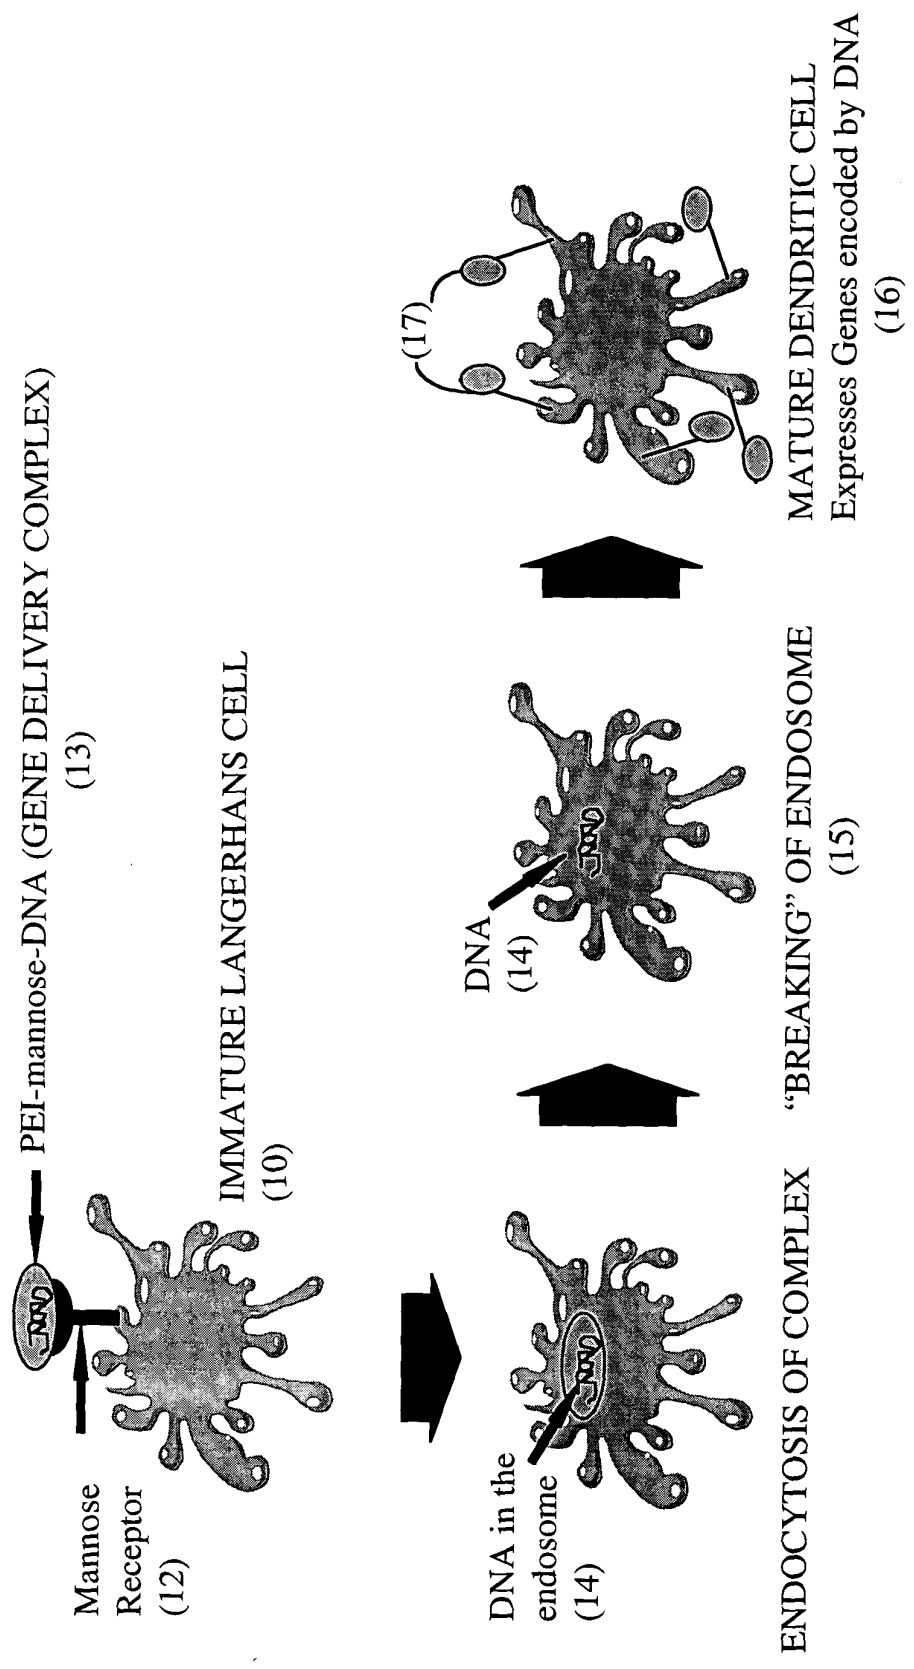 PEI-mannose-DNA (GENE DELIVERY COMPLEX)
(13)
Mannose
Receptor
(12)
IMMATURE LANGERHANS CELL
(10)
DNA in the
endosome
(14)
ENDOCYTOSIS OF COMPLEX
DNA
(14)
"BREAKING" OF ENDOSOME
(15)
(17)
MATURE DENDRITIC CELL
Expresses Genes encoded by DNA
(16)